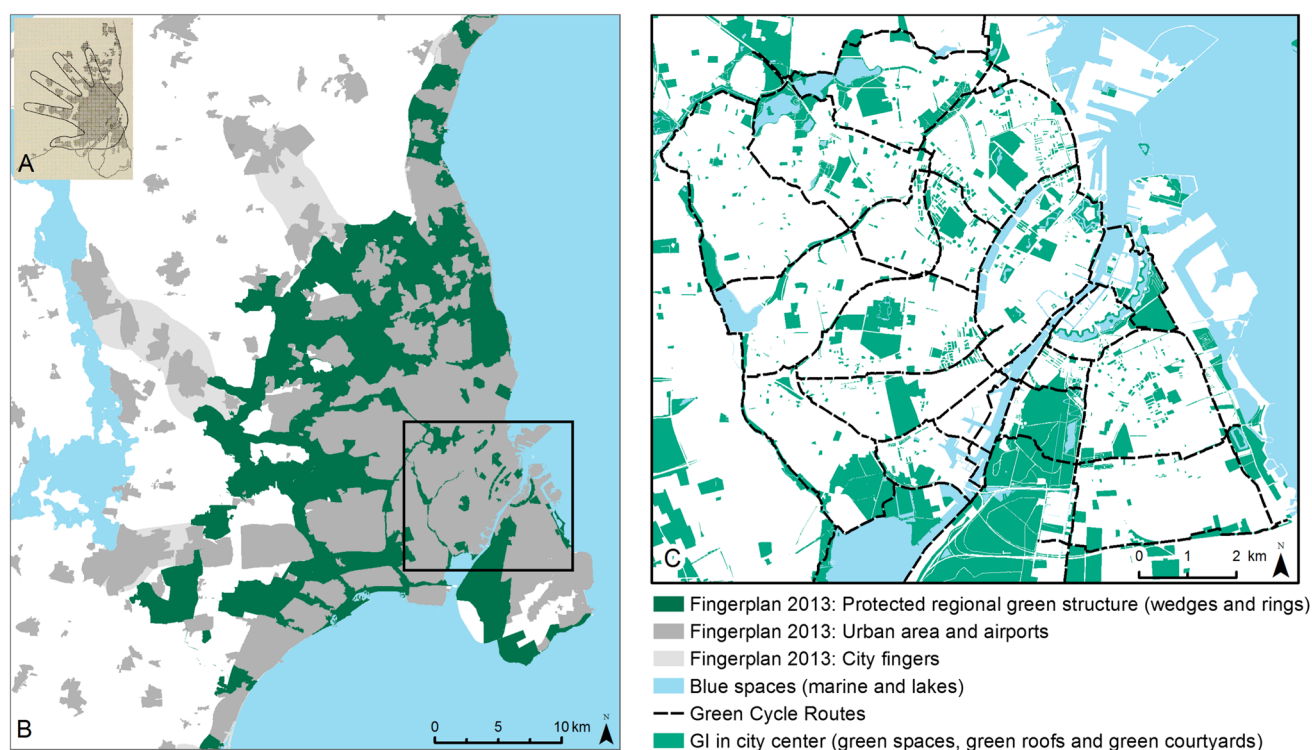 A
B
N
0 5 10 km
C
N
0 1 2 km
Fingerplan 2013: Protected regional green structure (wedges and rings)
Fingerplan 2013: Urban area and airports
Fingerplan 2013: City fingers
Blue spaces (marine and lakes)
Green Cycle Routes
GI in city center (green spaces, green roofs and green courtyards)